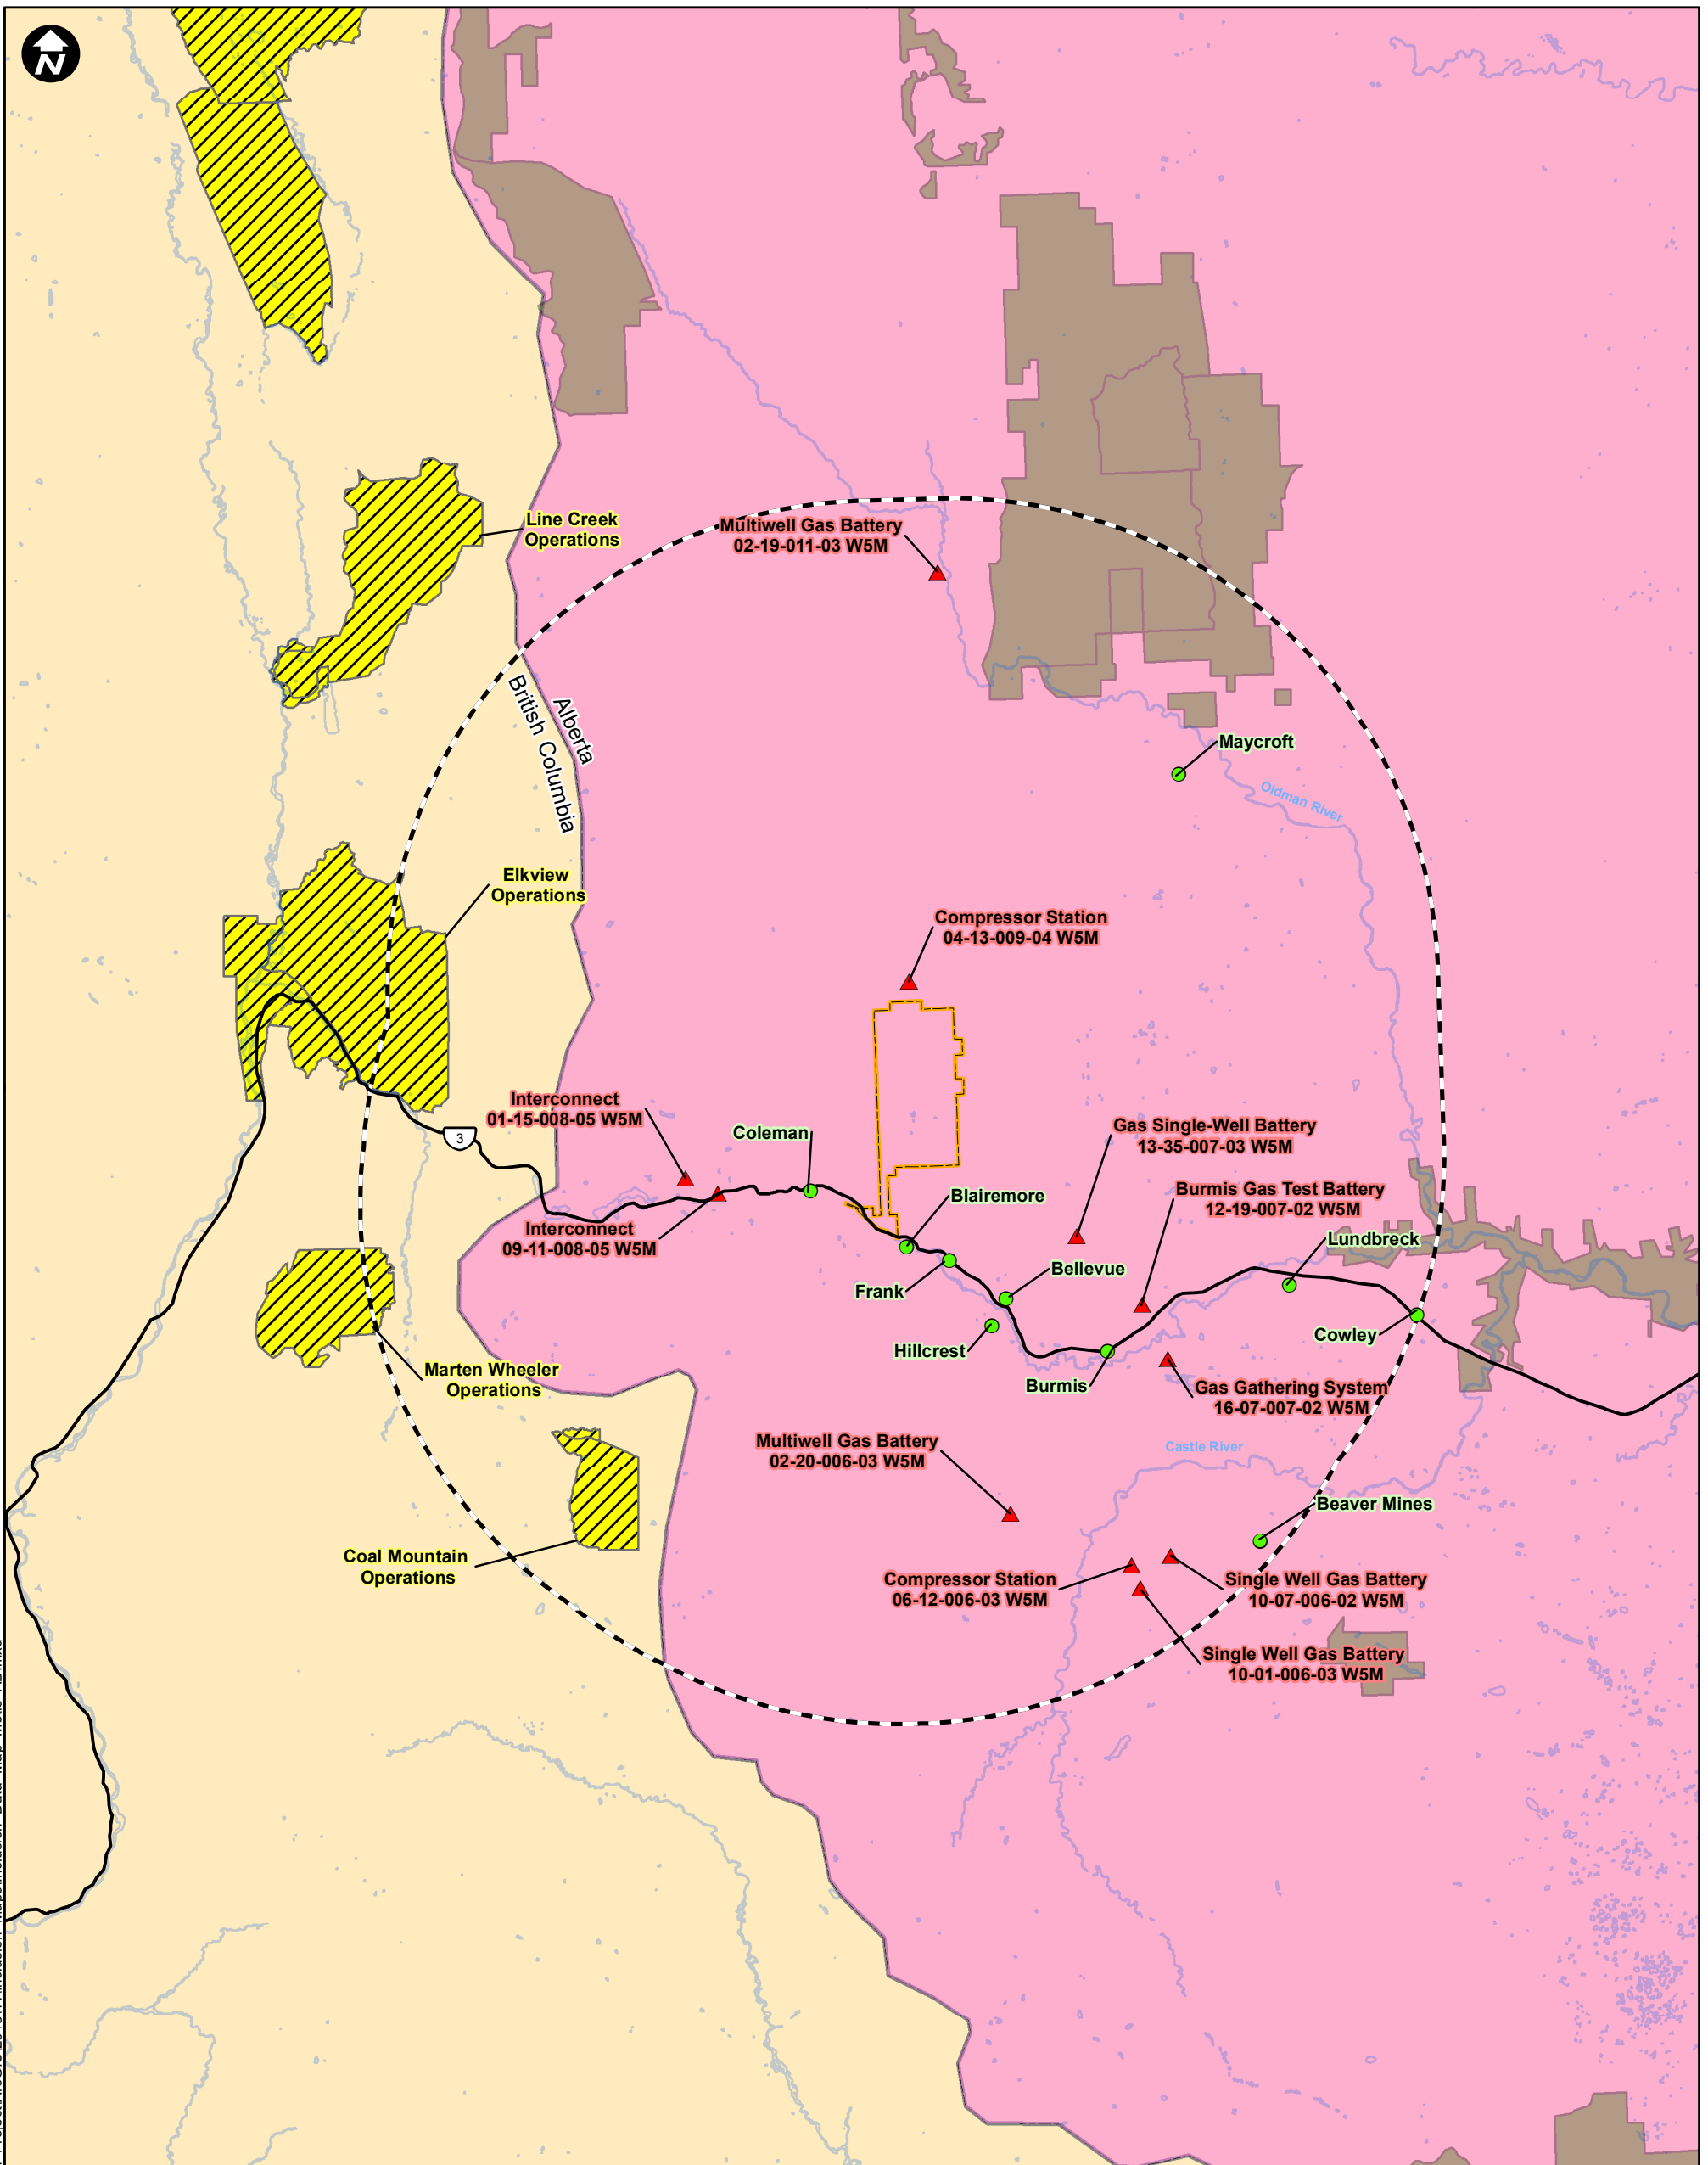 N
Line Creek
Operations
Multiwell Gas Battery
02-19-011-03 W5M
Alberta
British Columbia
Maycroft
Oldman River
Elkview
Operations
Compressor Station
04-13-009-04 W5M
Interconnect
01-15-008-05 W5M
3
Coleman
Gas Single-Well Battery
13-35-007-03 W5M
Blairemore
Burmis Gas Test Battery
12-19-007-02 W5M
Interconnect
09-11-008-05 W5M
Lundbreck
Bellevue
Frank
Cowley
Hillcrest
Marten Wheeler
Operations
Burmis
Gas Gathering System
16-07-007-02 W5M
Multiwell Gas Battery
02-20-006-03 W5M
Castle River
Beaver Mines
Coal Mountain
Operations
Compressor Station
06-12-006-03 W5M
Single Well Gas Battery
10-07-006-02 W5M
Single Well Gas Battery
10-01-006-03 W5M